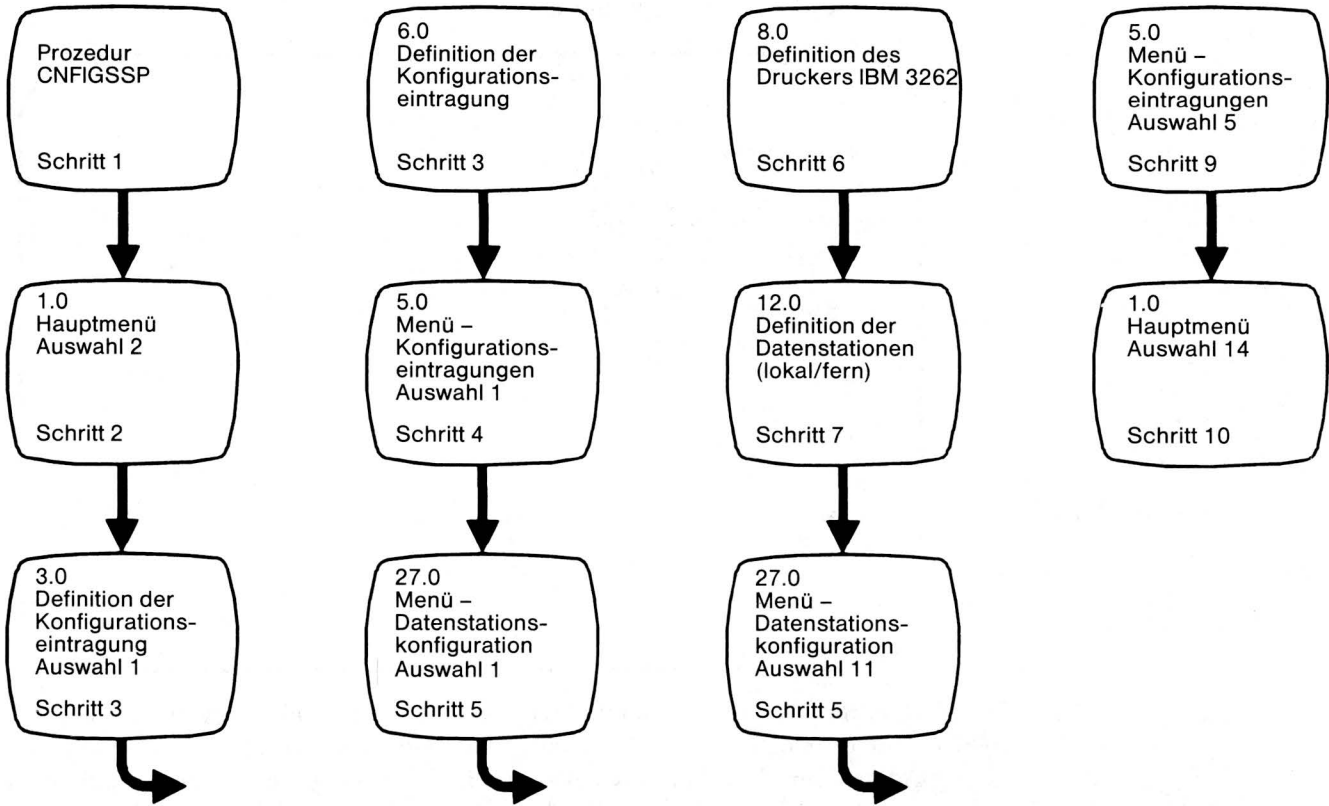 Prozedur
CNFIGSSP
Schritt 1
1.0
Hauptmenü
Auswahl 2
Schritt 2
3.0
Definition der
Konfigurations-
eintragung
Auswahl 1
Schritt 3
6.0
Definition der
Konfigurations-
eintragung
Schritt 3
5.0
Menü –
Konfigurations-
eintragungen
Auswahl 1
Schritt 4
27.0
Menü –
Datenstations-
konfiguration
Auswahl 1
Schritt 5
8.0
Definition des
Druckers IBM 3262
Schritt 6
12.0
Definition der
Datenstationen
(lokal/fern)
Schritt 7
27.0
Menü –
Datenstations-
konfiguration
Auswahl 11
Schritt 5
5.0
Menü –
Konfigurations-
eintragungen
Auswahl 5
Schritt 9
1.0
Hauptmenü
Auswahl 14
Schritt 10